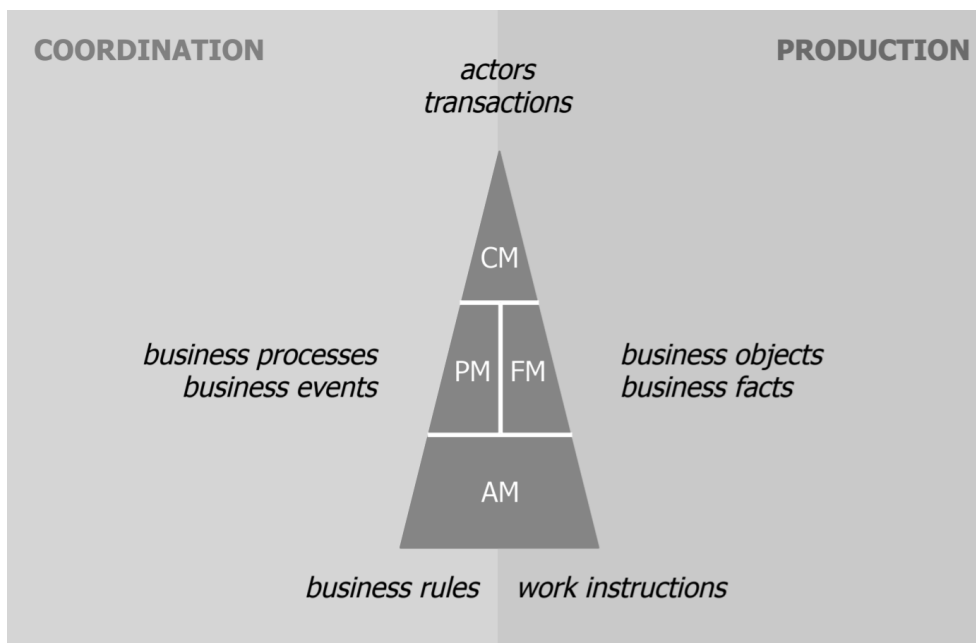 COORDINATION
PRODUCTION
actors
transactions
CM
business processes
business events
PM
FM
business objects
business facts
AM
business rules
work instructions